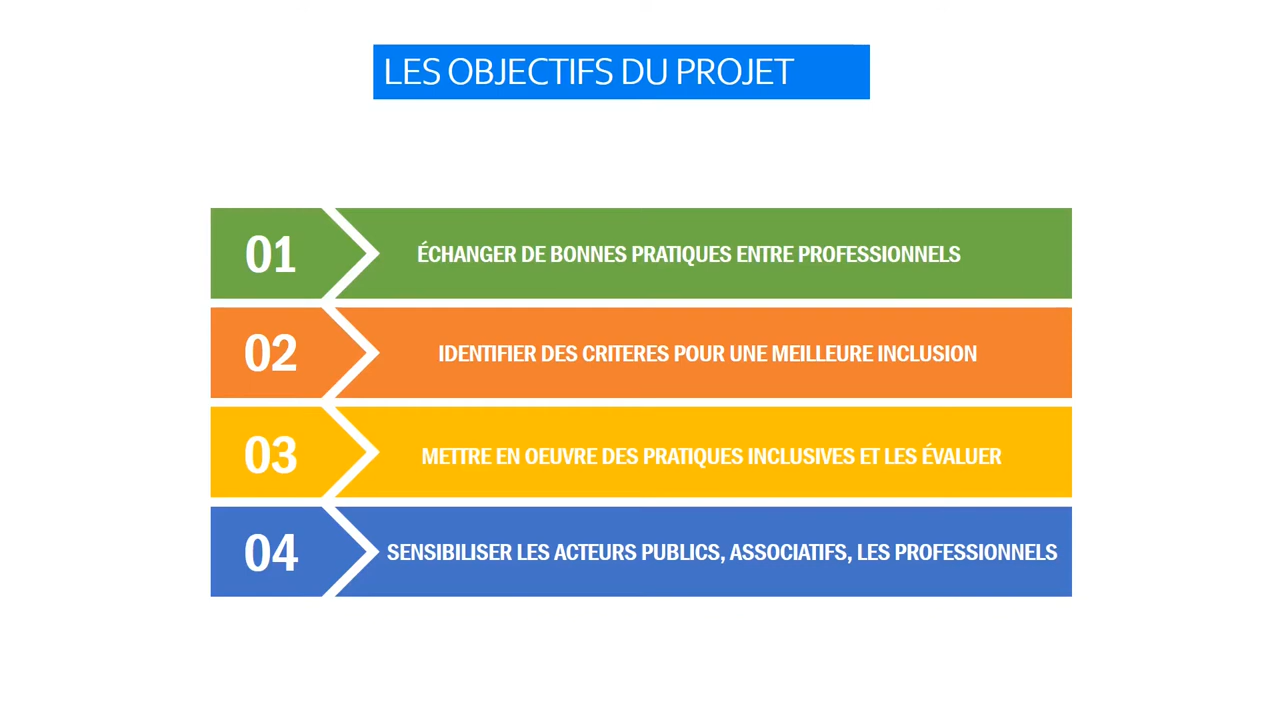 LES OBJECTIFS DU PROJET
01
ÉCHANGER DE BONNES PRATIQUES ENTRE PROFESSIONNELS
02
IDENTIFIER DES CRITERES POUR UNE MEILLEURE INCLUSION
03
METTRE EN OEUVRE DES PRATIQUES INCLUSIVES ET LES ÉVALUER
04
SENSIBILISER LES ACTEURS PUBLICS, ASSOCIATIFS, LES PROFESSIONNELS